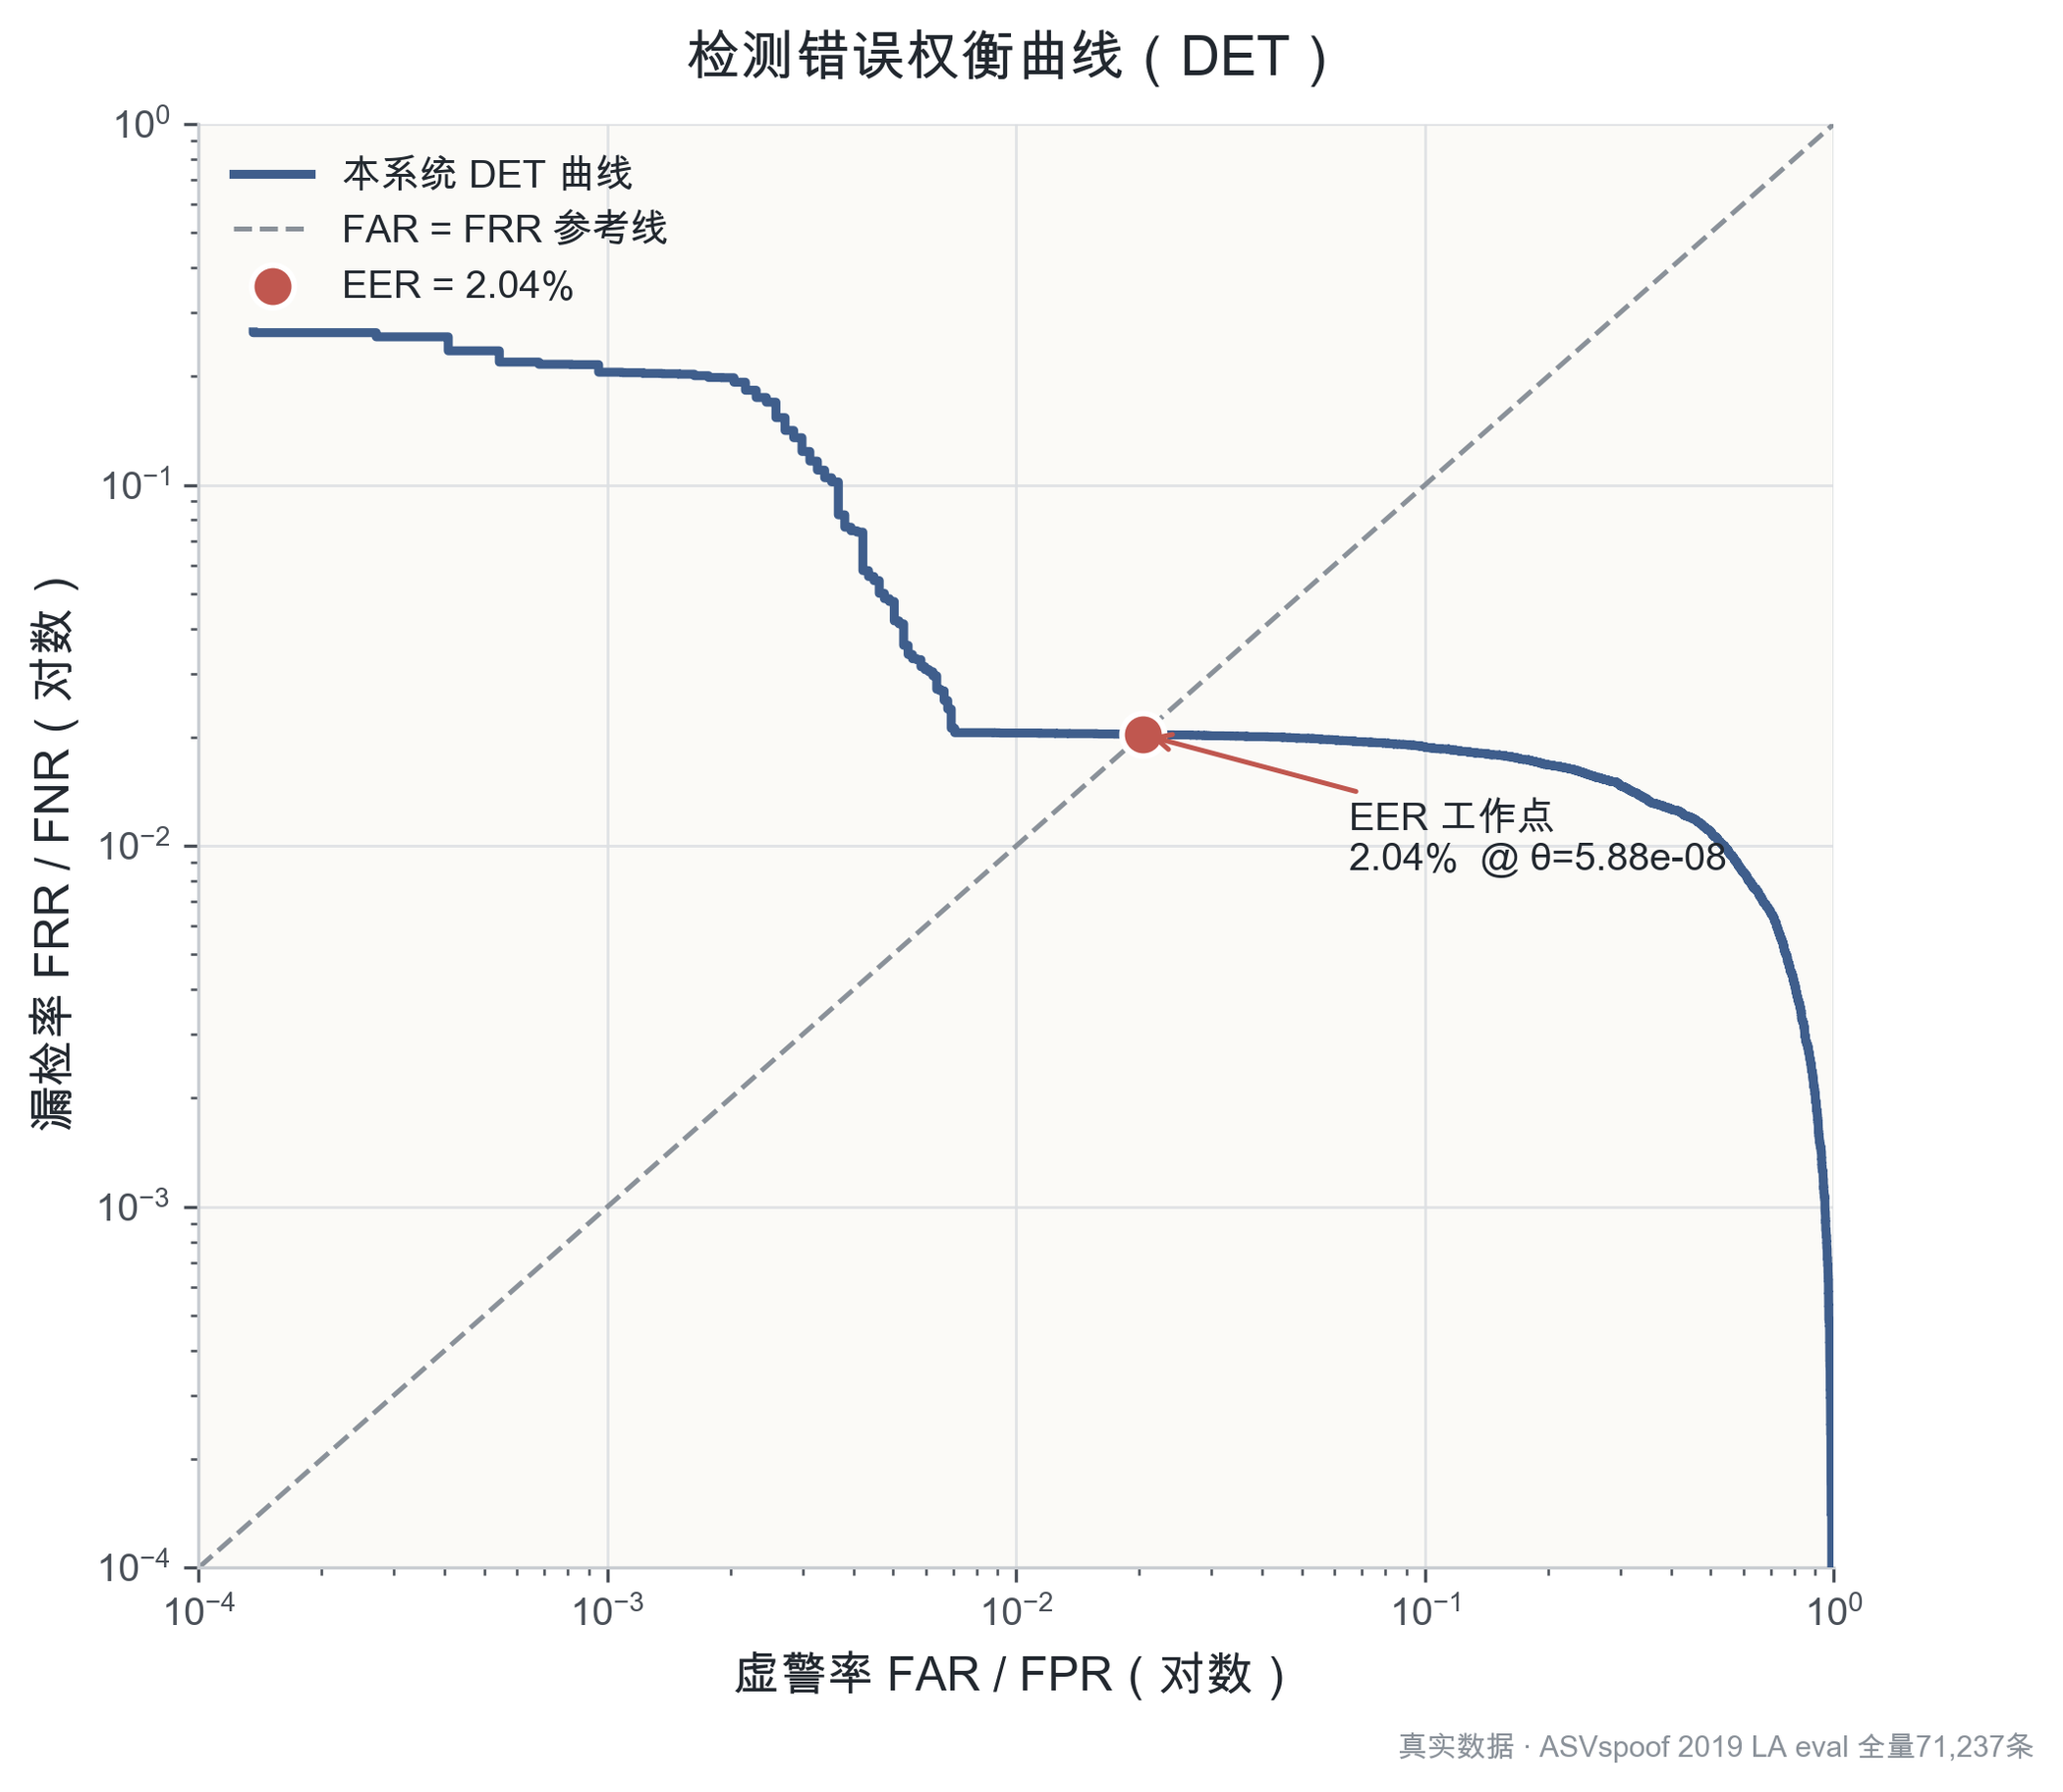 检测错误权衡曲线（DET）
10⁰
10⁻¹
10⁻²
10⁻³
10⁻⁴
漏检率 FRR / FNR（对数）
本系统 DET 曲线
FAR = FRR 参考线
EER = 2.04%
EER 工作点
2.04% @ θ=5.88e-08
10⁻⁴
10⁻³
10⁻²
10⁻¹
10⁰
虚警率 FAR / FPR（对数）
真实数据 · ASVspoof 2019 LA eval 全量71,237条